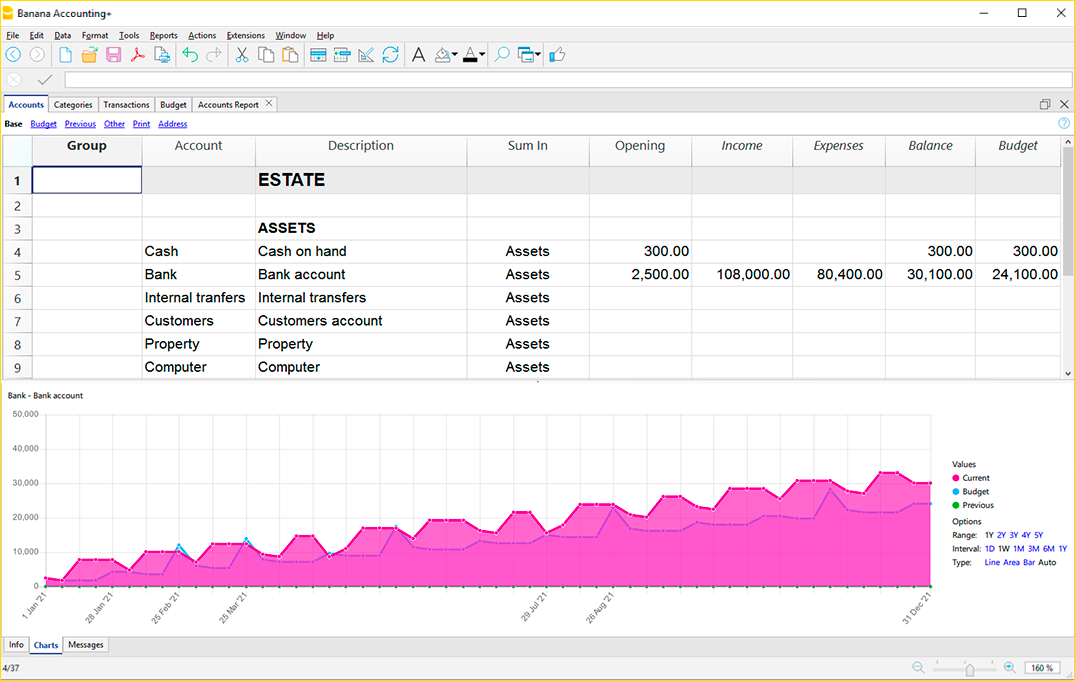 Banana Accounting+
File Edit Data Format Tools Reports Actions Extensions Window Help
Accounts Categories Transactions Budget Accounts Report
Base Budget Previous Other Print Address
Group Account Description Sum In Opening Income Expenses Balance Budget
1 ESTATE
2
3 ASSETS
4 Cash Cash on hand Assets 300.00 300.00 300.00
5 Bank Bank account Assets 2,500.00 108,000.00 80,400.00 30,100.00 24,100.00
6 Internal tranfers Internal transfers Assets
7 Customers Customers account Assets
8 Property Property Assets
9 Computer Computer Assets
Bank - Bank account
50,000
40,000
30,000
20,000
10,000
0
1 Jan '21 28 Jan '21 25 Feb '21 25 Mar '21 29 Jul '21 26 Aug '21 31 Dec '21
Values
Current
Budget
Previous
Options
Range: 1Y 2Y 3Y 4Y 5Y
Interval: 1D 1W 1M 3M 6M 1Y
Type: Line Area Bar Auto
Info Charts Messages
4/37 160 %